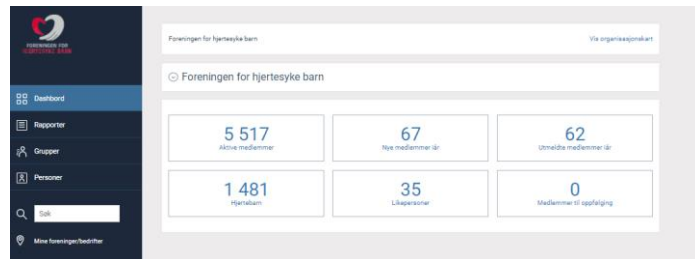 FORENINGEN FOR
HJERTESYKE BARN
Dashbord
Rapporter
Grupper
Personer
Søk
Mine foreninger/bedrifter
Foreningen for hjertesyke barn
Vis organisasjonskart
Foreningen for hjertesyke barn
5 517
Aktive medlemmer
67
Nye medlemmer i år
62
Utmeldte medlemmer i år
1 481
Hjertebarn
35
Likepersoner
0
Medlemmer til oppfølging